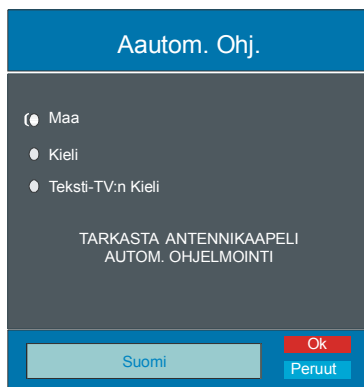 Aautom. Ohj.
Maa
Kieli
Teksti-TV:n Kieli
TARKASTA ANTENNIKAAPELI
AUTOM. OHJELMOINTI
Suomi
Ok
Peruut